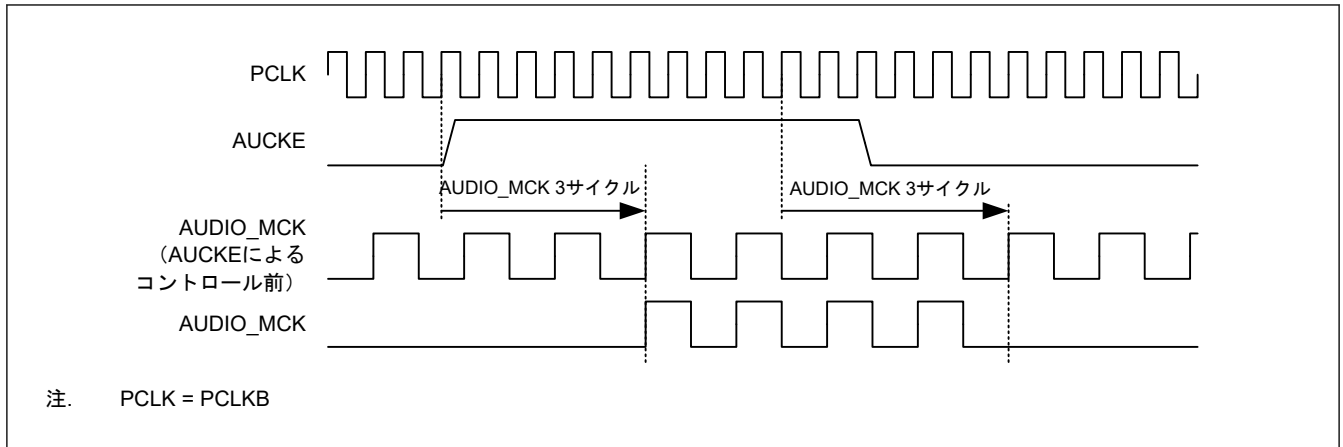 PCLK
AUCKE
AUDIO_MCK 3サイクル
AUDIO_MCK 3サイクル
AUDIO_MCK
（AUCKEによる
コントロール前）
AUDIO_MCK
注. PCLK = PCLKB